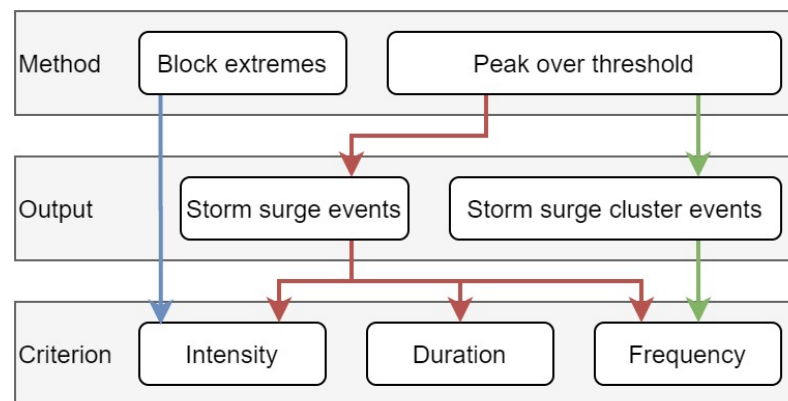 Method
Block extremes
Peak over threshold
Output
Storm surge events
Storm surge cluster events
Criterion
Intensity
Duration
Frequency